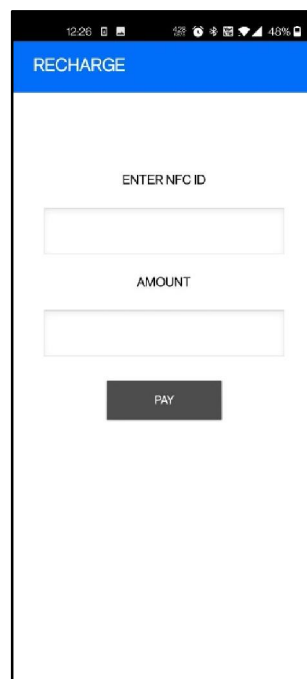 12:26 48%
RECHARGE
ENTER NFC ID
AMOUNT
PAY